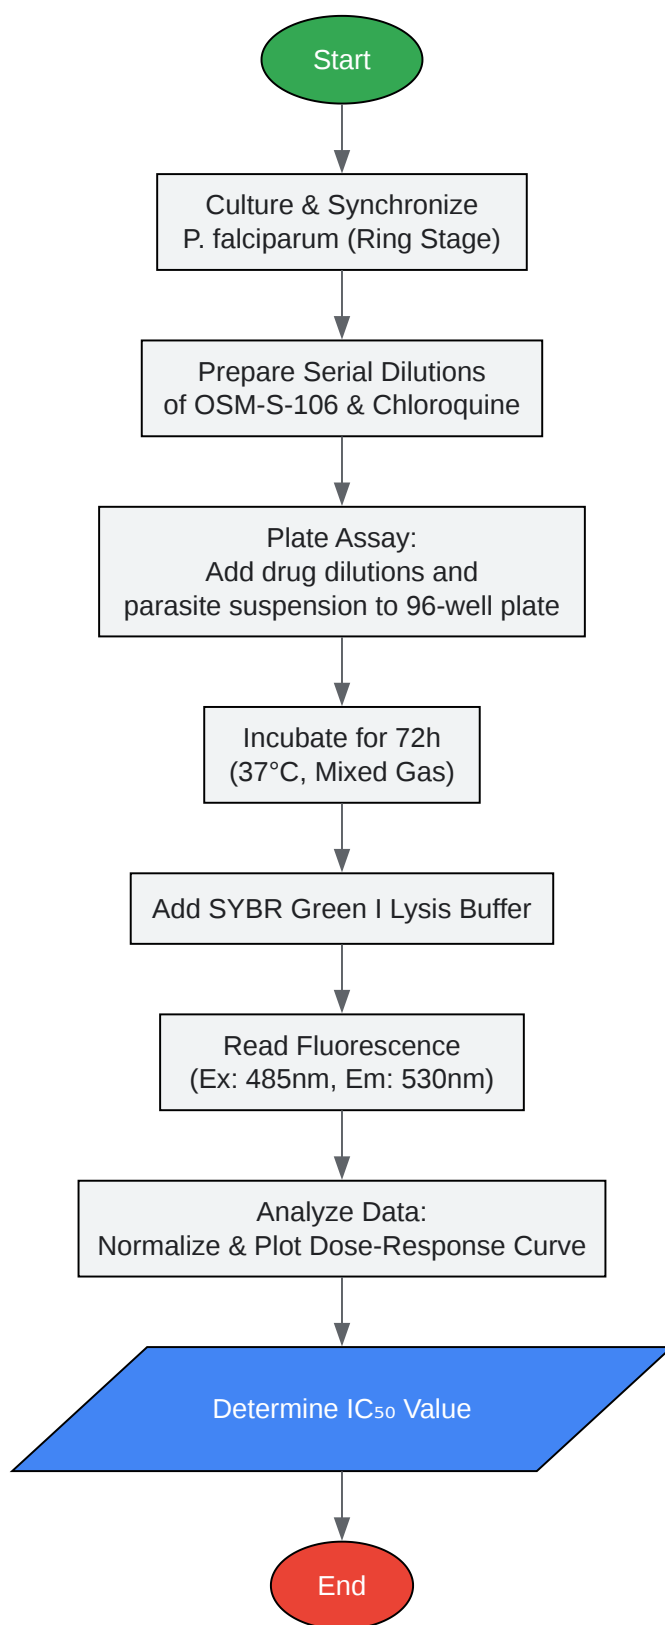 Start
Culture & Synchronize
P. falciparum (Ring Stage)
Prepare Serial Dilutions
of OSM-S-106 & Chloroquine
Plate Assay:
Add drug dilutions and
parasite suspension to 96-well plate
Incubate for 72h
(37°C, Mixed Gas)
Add SYBR Green I Lysis Buffer
Read Fluorescence
(Ex: 485nm, Em: 530nm)
Analyze Data:
Normalize & Plot Dose-Response Curve
Determine IC₅₀ Value
End